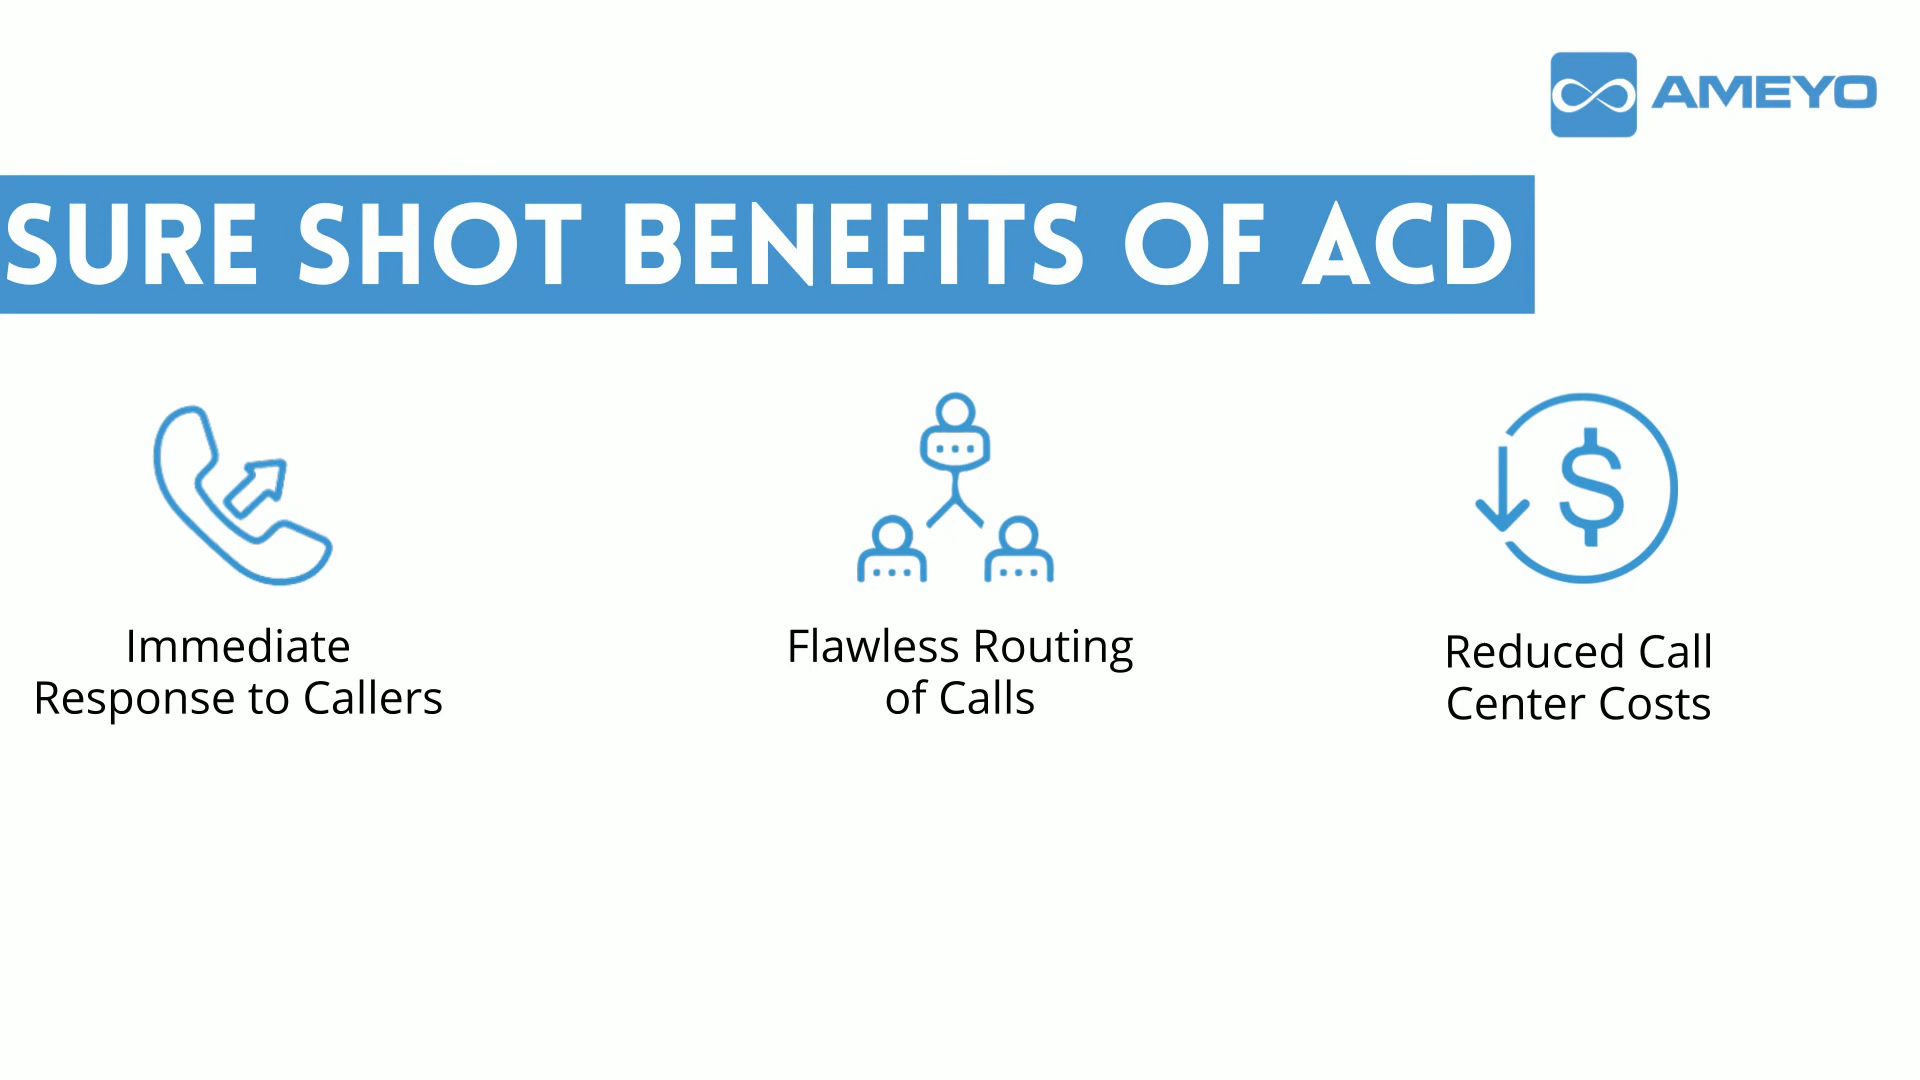 AMEYO
SURE SHOT BENEFITS OF ACD
Immediate
Response to Callers
Flawless Routing
of Calls
$
Reduced Call
Center Costs